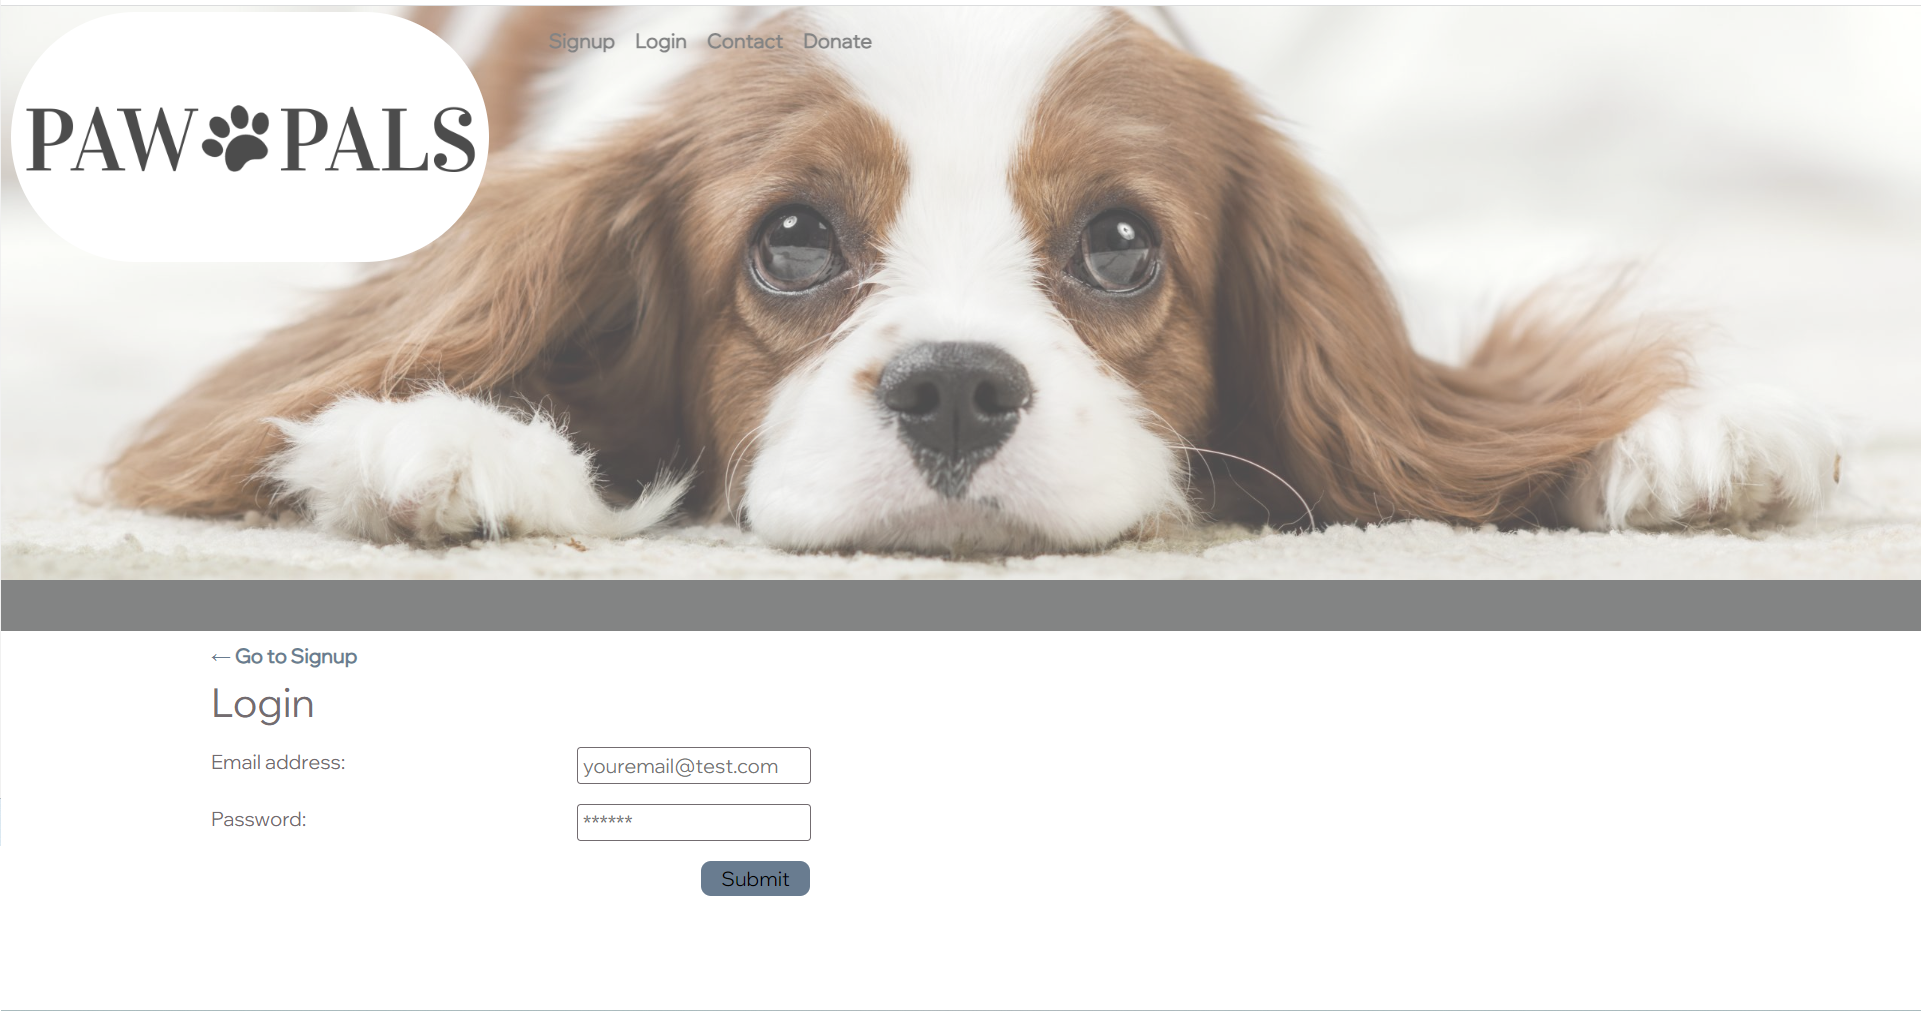 Signup Login Contact Donate
PAW PALS
← Go to Signup
Login
Email address:
youremail@test.com
Password:
******
Submit